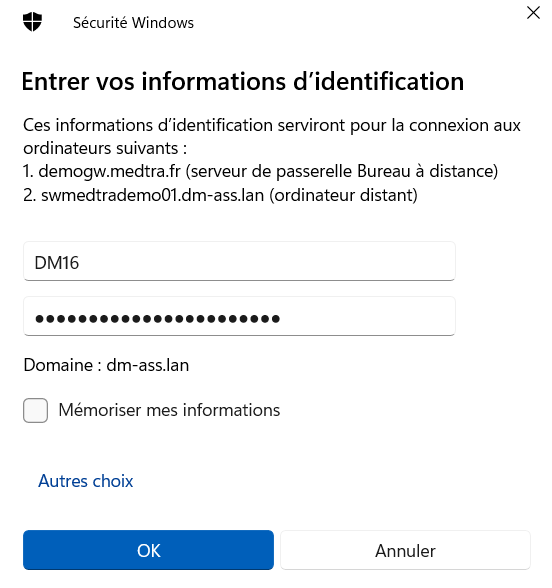 Sécurité Windows
Entrer vos informations d’identification
Ces informations d’identification serviront pour la connexion aux
ordinateurs suivants :
1. demogw.medtra.fr (serveur de passerelle Bureau à distance)
2. swmedtrademo01.dm-ass.lan (ordinateur distant)
DM16
●●●●●●●●●●●●●●●●●●●●●●●
Domaine : dm-ass.lan
Mémoriser mes informations
Autres choix
OK
Annuler